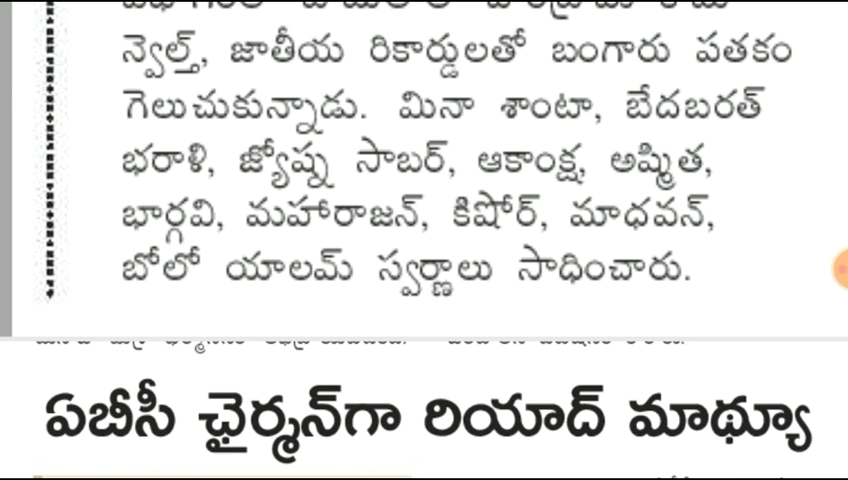 న్వెల్త్, జాతీయ రికార్డులతో బంగారు పతకం
గెలుచుకున్నాడు. మినా శాంటా, బేదబరత్
భరాళి, జ్యోష్న సాబర్, ఆకాంక్ష, అష్మిత,
భార్గవి, మహారాజన్, కిషోర్, మాధవన్,
బోలో యాలమ్ స్వర్ణాలు సాధించారు.
ఏబీసీ ఛైర్మన్‌గా రియాద్ మాథ్యూ